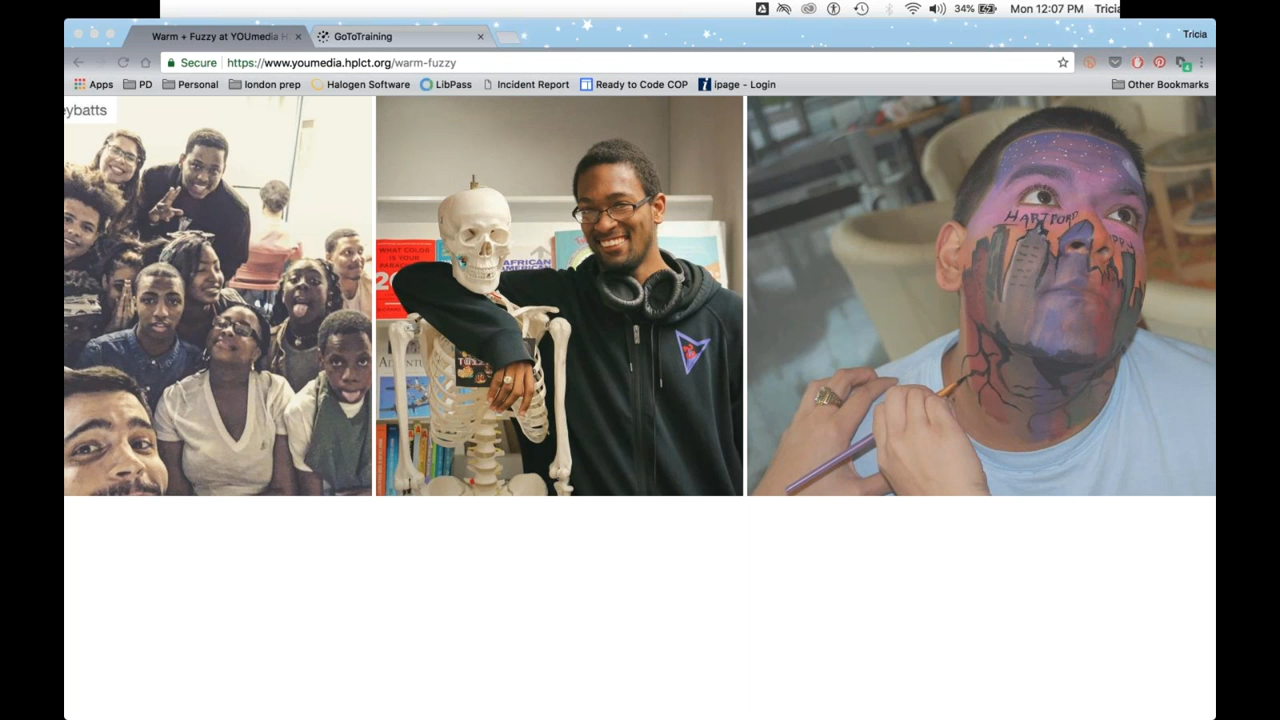 34% Mon 12:07 PM Tricia
Warm + Fuzzy at YOUmedia H
GoToTraining
Tricia
Secure https://www.youmedia.hplct.org/warm-fuzzy
Apps PD Personal london prep Halogen Software LibPass Incident Report Ready to Code COP ipage - Login Other Bookmarks
eybatts
WHAT COLOR
IS YOUR
AFRICAN
AMERICAN
HARTFORD